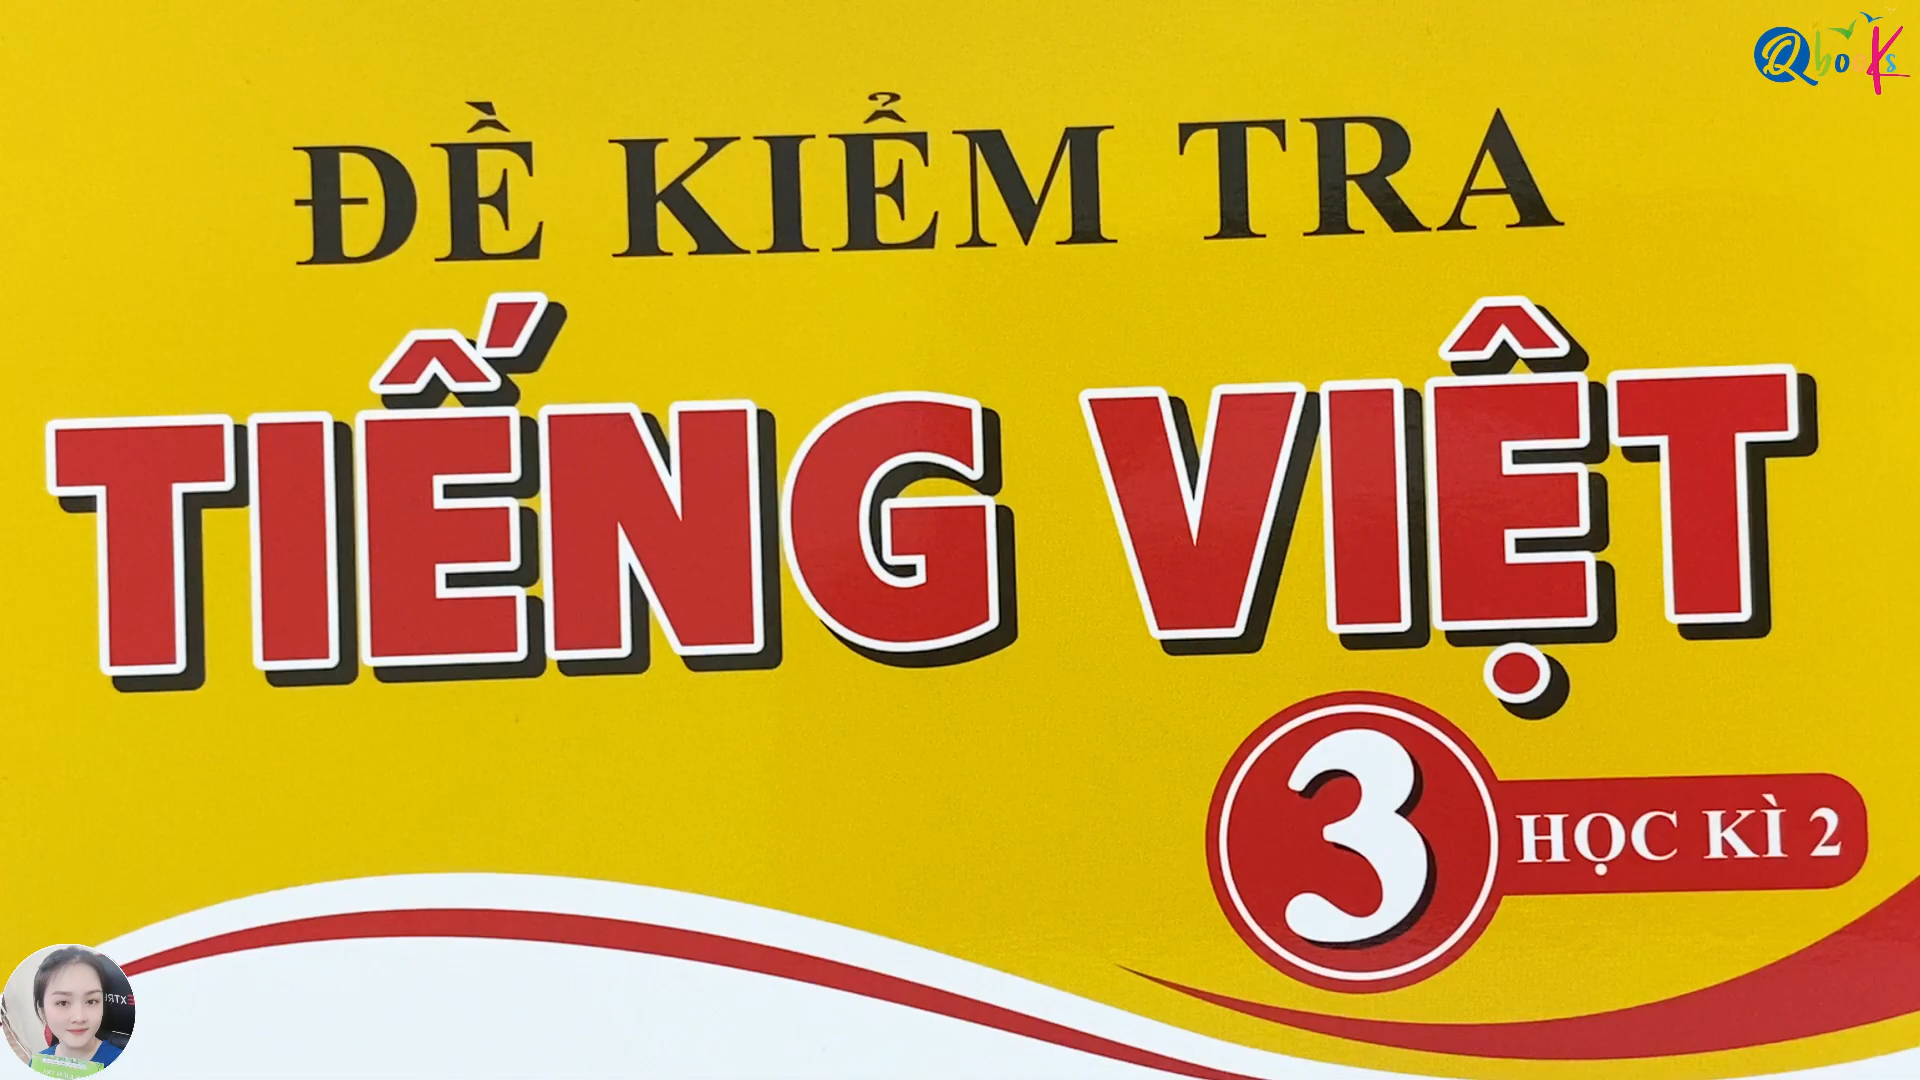 Qbooks
ĐỀ KIỂM TRA
TIẾNG VIỆT
3 HỌC KÌ 2